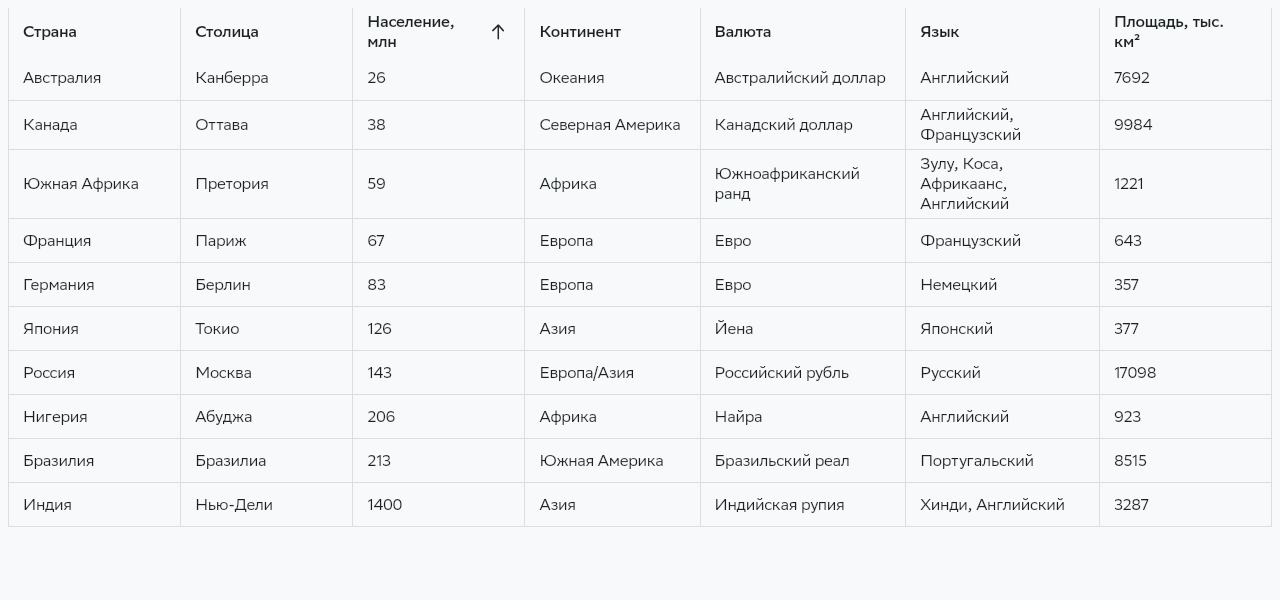 Страна Столица Население, млн Континент Валюта Язык Площадь, тыс. км²
Австралия Канберра 26 Океания Австралийский доллар Английский 7692
Канада Оттава 38 Северная Америка Канадский доллар Английский, Французский 9984
Южная Африка Претория 59 Африка Южноафриканский ранд Зулу, Коса, Африкаанс, Английский 1221
Франция Париж 67 Европа Евро Французский 643
Германия Берлин 83 Европа Евро Немецкий 357
Япония Токио 126 Азия Йена Японский 377
Россия Москва 143 Европа/Азия Российский рубль Русский 17098
Нигерия Абуджа 206 Африка Найра Английский 923
Бразилия Бразилиа 213 Южная Америка Бразильский реал Португальский 8515
Индия Нью-Дели 1400 Азия Индийская рупия Хинди, Английский 3287